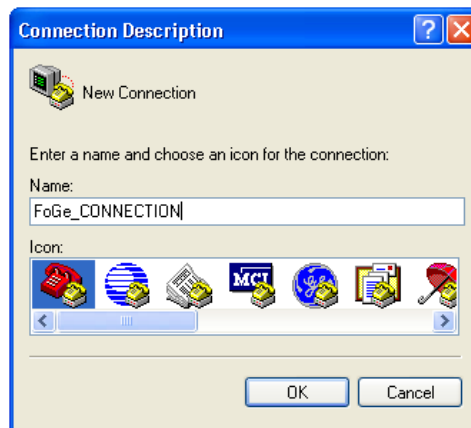 Connection Description
New Connection
Enter a name and choose an icon for the connection:
Name:
FoGe_CONNECTION
Icon:
MCI
OK
Cancel